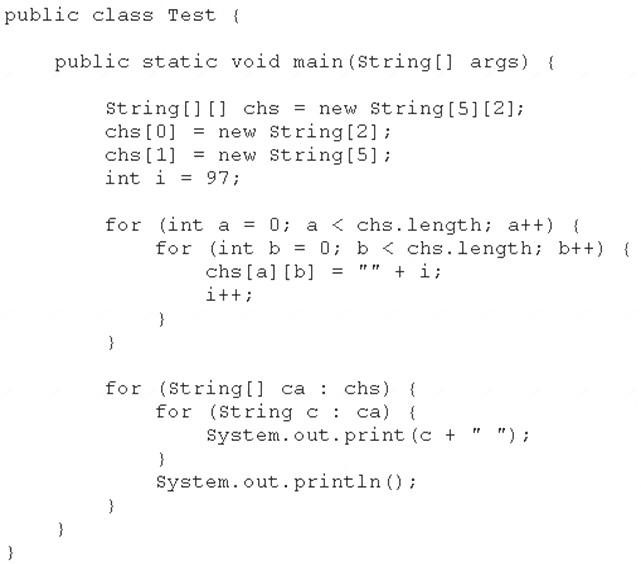 public class Test {
public static void main(String[] args) {
String[][] chs = new String[5][2];
chs[0] = new String[2];
chs[1] = new String[5];
int i = 97;
for (int a = 0; a < chs.length; a++) {
for (int b = 0; b < chs.length; b++) {
chs[a][b] = "" + i;
i++;
}
}
for (String[] ca : chs) {
for (String c : ca) {
System.out.print(c + " ");
}
System.out.println();
}
}
}